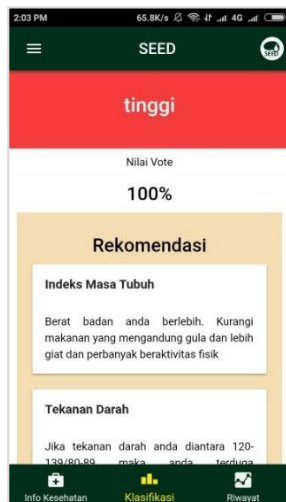 2:03 PM 65.8K/s 4G
SEED
SEED
tinggi
Nilai Vote
100%
Rekomendasi
Indeks Masa Tubuh
Berat badan anda berlebih. Kurangi
makanan yang mengandung gula dan lebih
giat dan perbanyak beraktivitas fisik
Tekanan Darah
Jika tekanan darah anda diantara 120-
139/80-89 maka anda terduga
Info Kesehatan Klasifikasi Riwayat